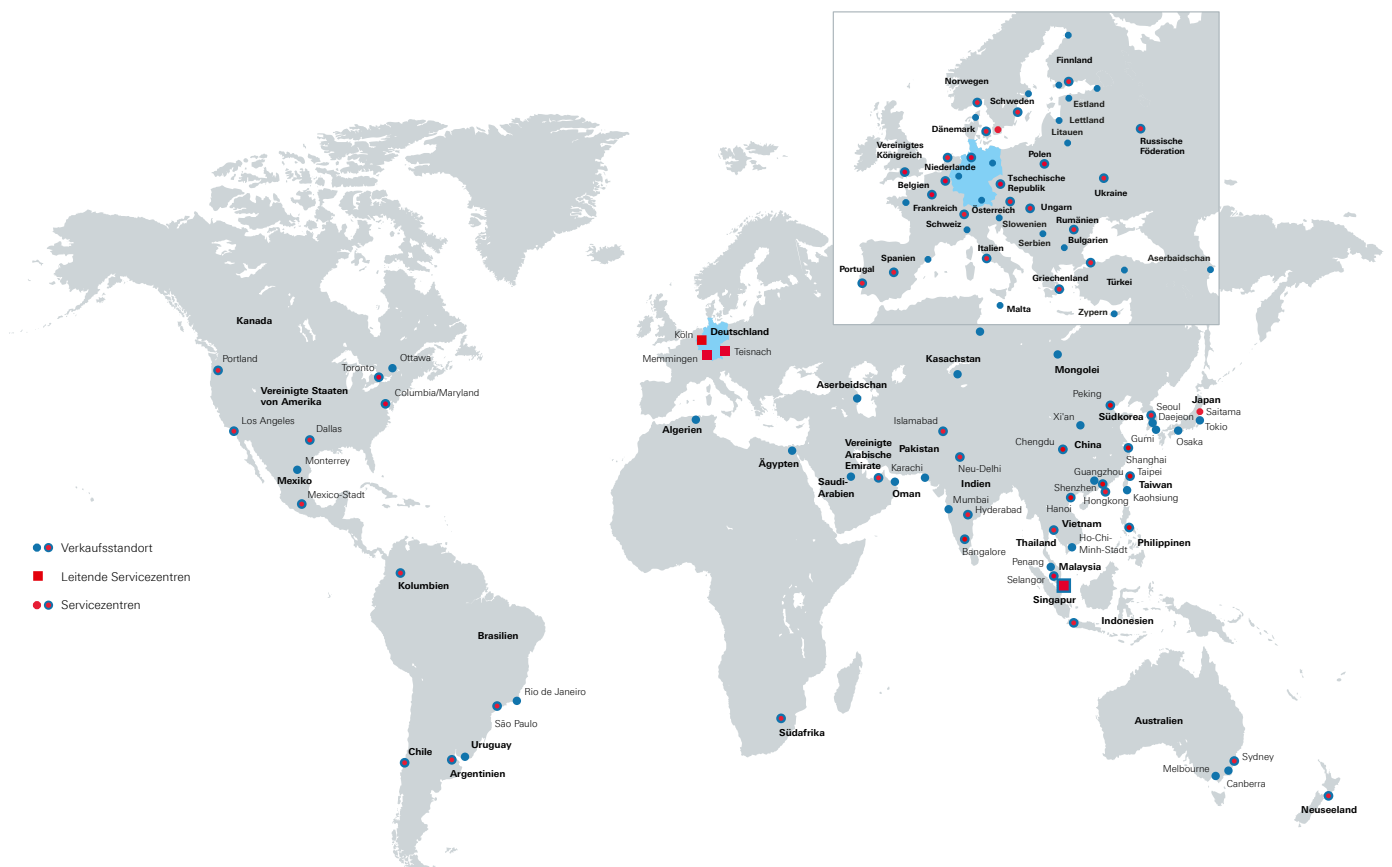 Finnland
Norwegen
Schweden
Estland
Lettland
Dänemark
Litauen
Russische
Föderation
Vereinigtes
Königreich
Polen
Niederlande
Tschechische
Republik
Belgien
Ukraine
Frankreich
Österreich
Ungarn
Schweiz
Slowenien
Rumänien
Serbien
Bulgarien
Italien
Spanien
Portugal
Aserbaidschan
Griechenland
Türkei
Malta
Zypern
Kanada
Portland
Ottawa
Toronto
Vereinigte Staaten
von Amerika
Columbia/Maryland
Los Angeles
Dallas
Monterrey
Mexiko
Mexico-Stadt
Köln
Deutschland
Memmingen
Teisnach
Kasachstan
Mongolei
Aserbeidschan
Algerien
Ägypten
Islamabad
Pakistan
Vereinigte
Arabische
Emirate
Karachi
Saudi-
Arabien
Oman
Neu-Delhi
Indien
Mumbai
Hyderabad
Bangalore
Peking
Südkorea
Seoul
Daejeon
Gumi
Japan
Saitama
Tokio
Osaka
Xi'an
Chengdu
China
Shanghai
Guangzhou
Taipei
Shenzhen
Taiwan
Hongkong
Kaohsiung
Hanoi
Vietnam
Thailand
Ho-Chi-
Minh-Stadt
Philippinen
Penang
Malaysia
Selangor
Singapur
Indonesien
Verkaufsstandort
Leitende Servicezentren
Servicezentren
Kolumbien
Brasilien
Rio de Janeiro
São Paulo
Uruguay
Chile
Argentinien
Südafrika
Australien
Sydney
Melbourne
Canberra
Neuseeland